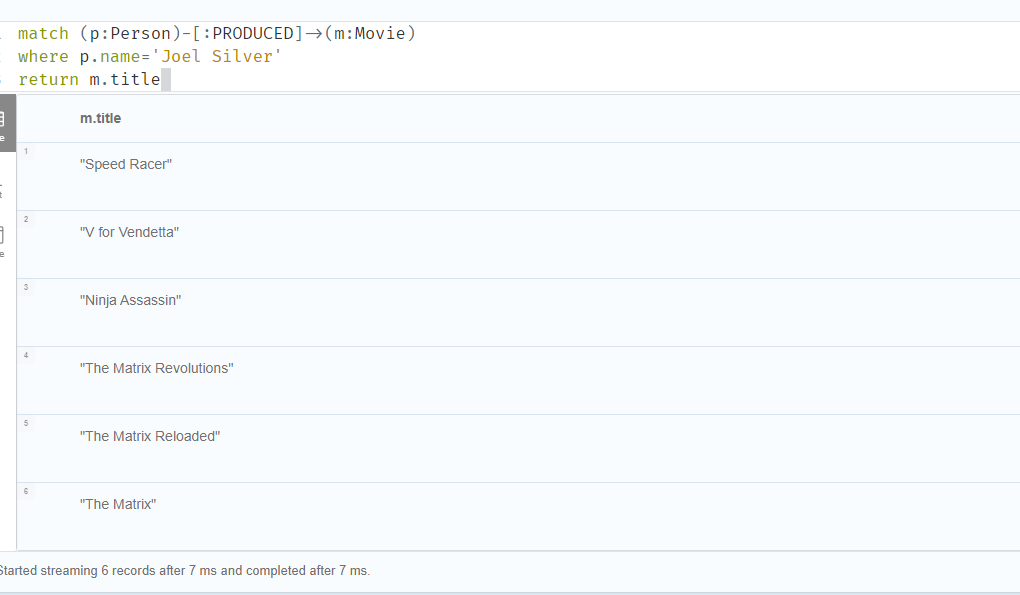 match (p:Person)-[:PRODUCED]->(m:Movie)
where p.name='Joel Silver'
return m.title
m.title
1
"Speed Racer"
2
"V for Vendetta"
3
"Ninja Assassin"
4
"The Matrix Revolutions"
5
"The Matrix Reloaded"
6
"The Matrix"
Started streaming 6 records after 7 ms and completed after 7 ms.